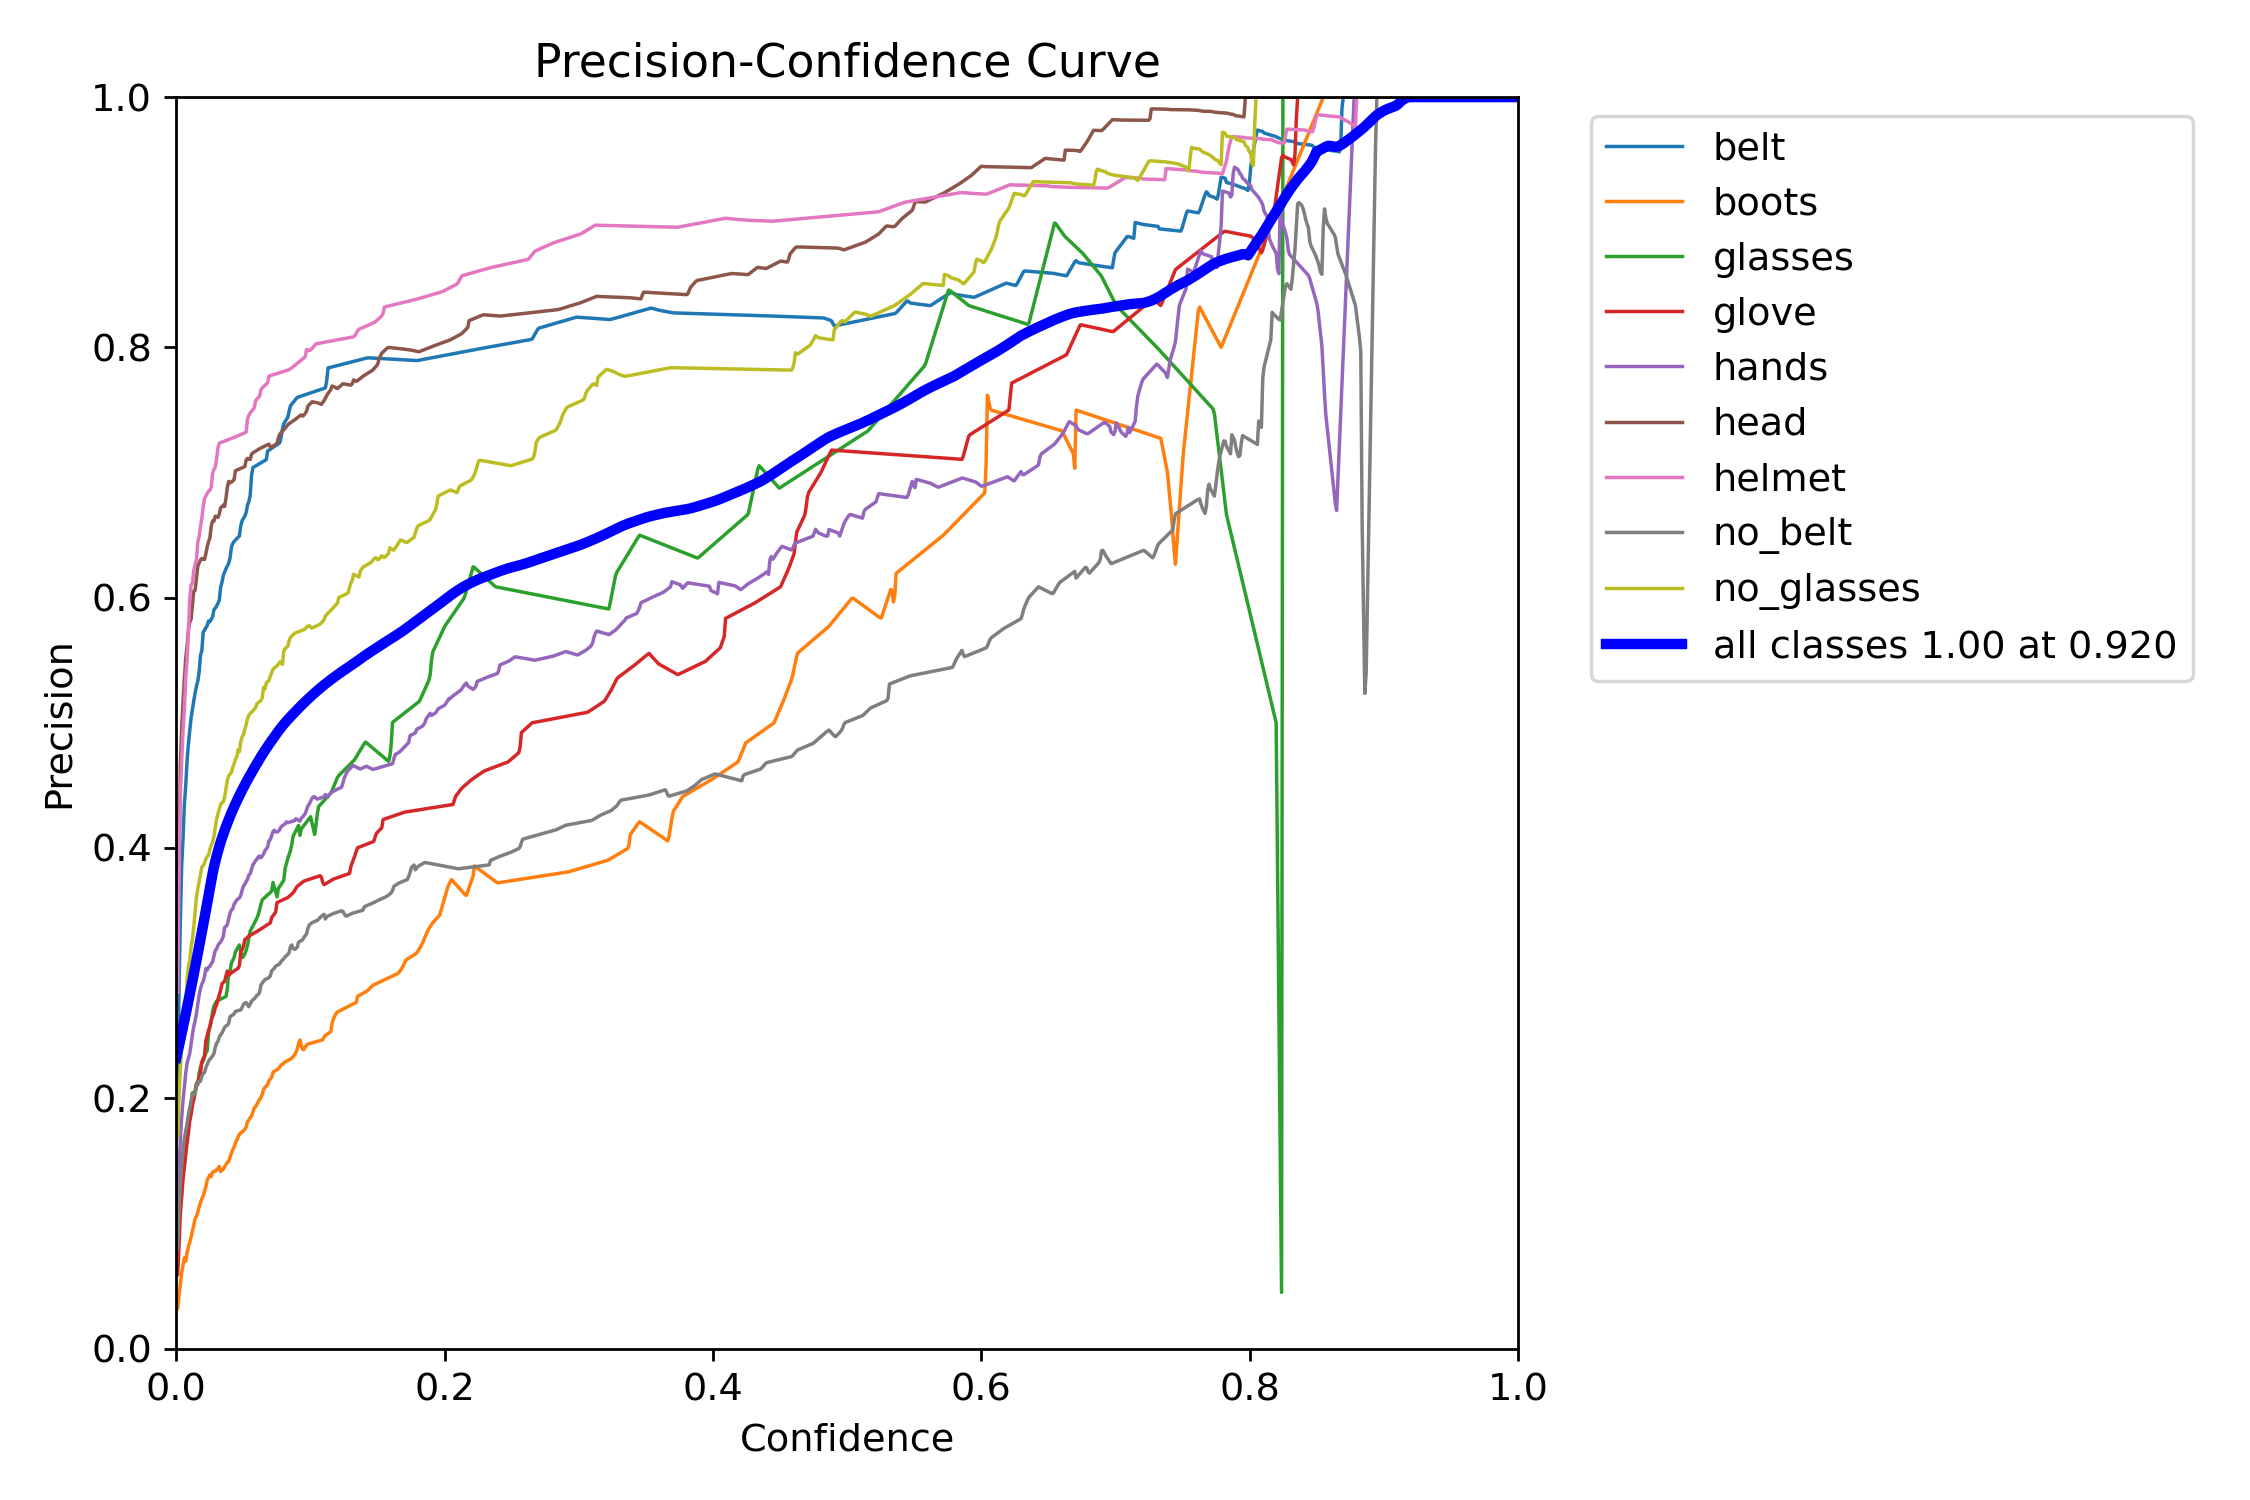 Precision-Confidence Curve
1.0
0.8
0.6
0.4
0.2
0.0
Precision
0.0 0.2 0.4 0.6 0.8 1.0
Confidence
belt
boots
glasses
glove
hands
head
helmet
no_belt
no_glasses
all classes 1.00 at 0.920